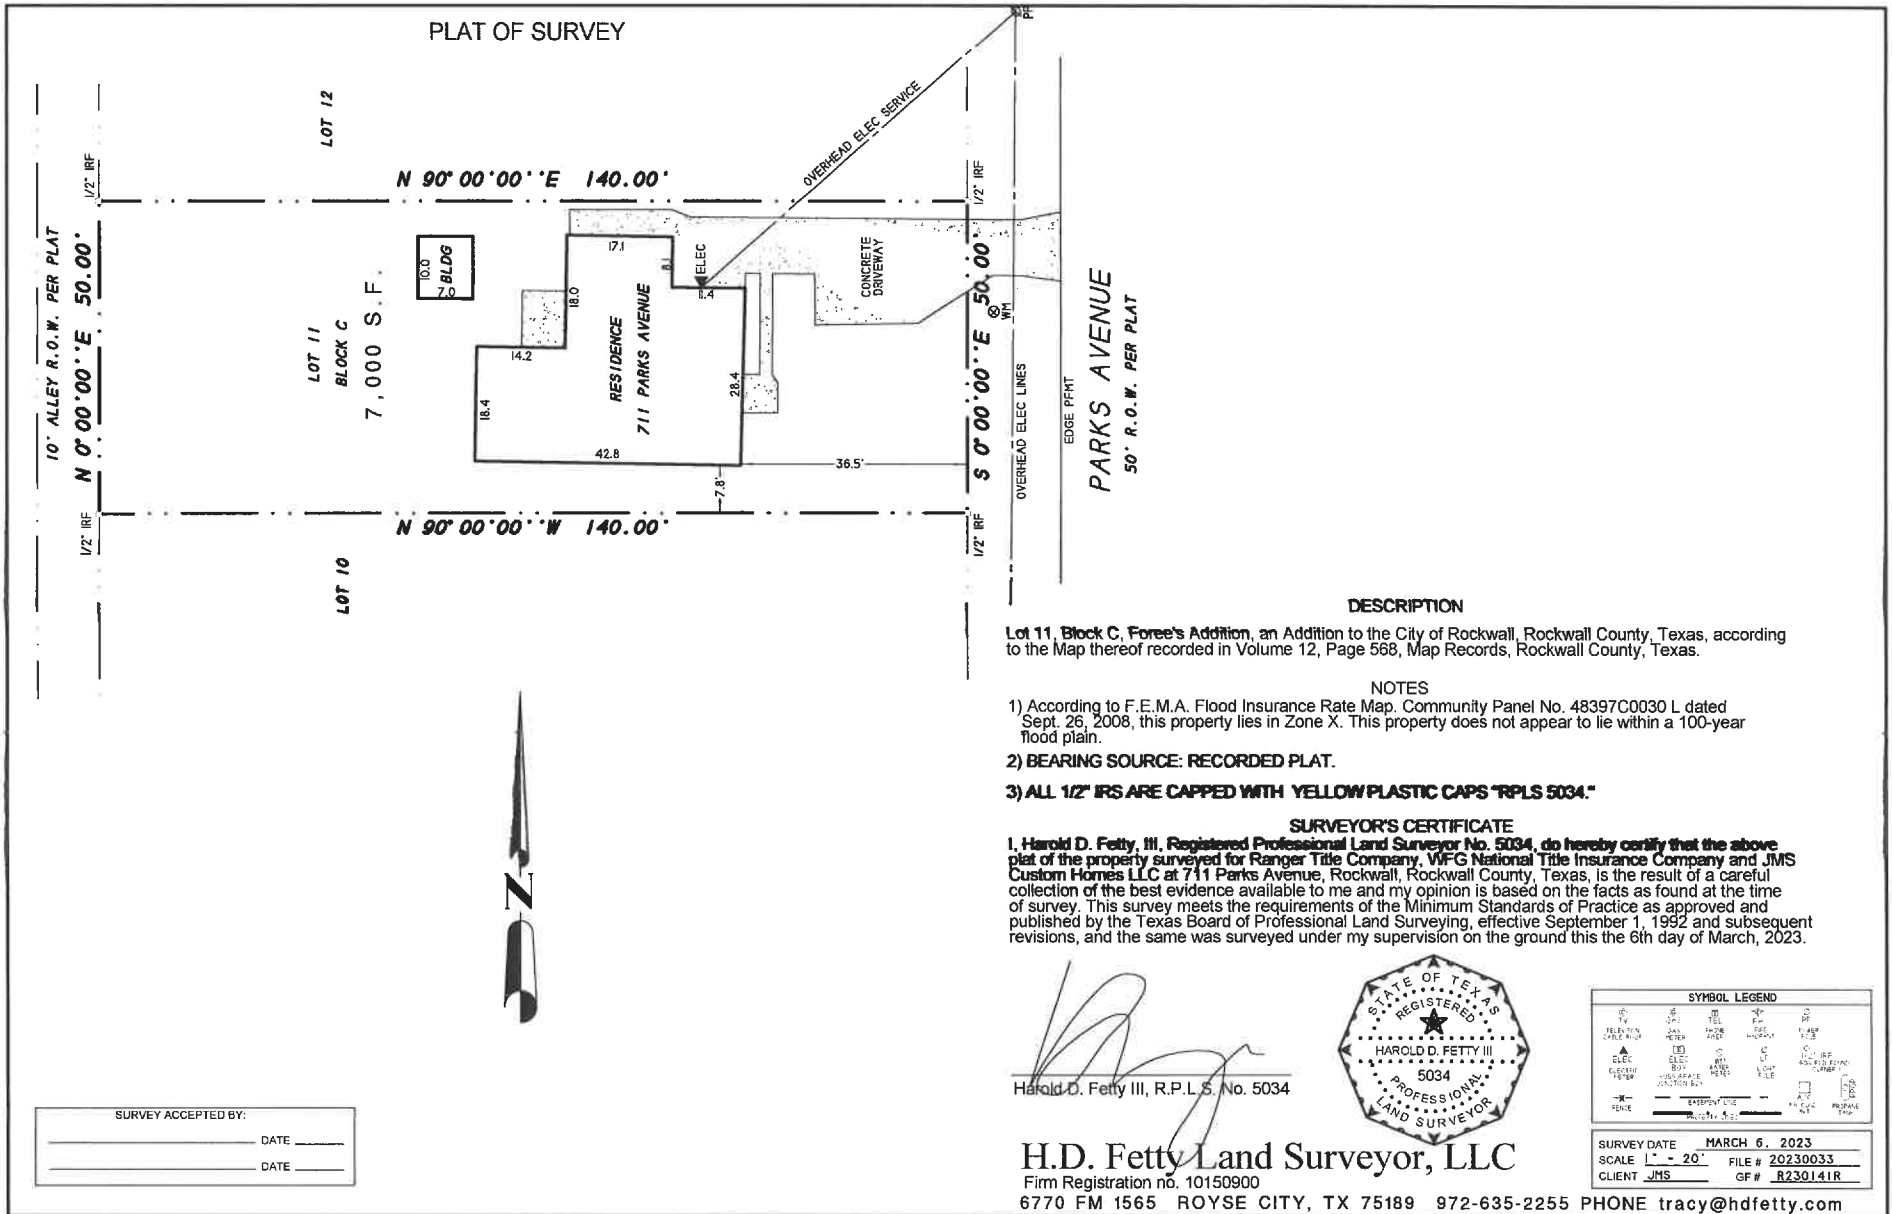 PLAT OF SURVEY
PP
LOT 12
OVERHEAD ELEC SERVICE
1/2" IRF
N 90° 00'00''E 140.00'
1/2" IRF
10' ALLEY R.O.W. PER PLAT
N 0° 00'00''E 50.00'
LOT 11
BLOCK C
7,000 S.F.
10.0
BLDG
7.0
17.1
8.1
ELEC
18.0
14.2
18.4
RESIDENCE
711 PARKS AVENUE
28.4
42.8
CONCRETE
DRIVEWAY
36.5'
7.8'
S 0° 00'00''E 50.00'
WM
OVERHEAD ELEC LINES
EDGE PFMT
PARKS AVENUE
50' R.O.W. PER PLAT
1/2" IRF
N 90° 00'00''W 140.00'
1/2" IRF
LOT 10
N
DESCRIPTION
Lot 11, Block C, Foree's Addition, an Addition to the City of Rockwall, Rockwall County, Texas, according
to the Map thereof recorded in Volume 12, Page 568, Map Records, Rockwall County, Texas.
NOTES
1) According to F.E.M.A. Flood Insurance Rate Map. Community Panel No. 48397C0030 L dated
Sept. 26, 2008, this property lies in Zone X. This property does not appear to lie within a 100-year
flood plain.
2) BEARING SOURCE: RECORDED PLAT.
3) ALL 1/2" IRS ARE CAPPED WITH YELLOW PLASTIC CAPS "RPLS 5034."
SURVEYOR'S CERTIFICATE
I, Harold D. Fetty, III, Registered Professional Land Surveyor No. 5034, do hereby certify that the above
plat of the property surveyed for Ranger Title Company, WFG National Title Insurance Company and JMS
Custom Homes LLC at 711 Parks Avenue, Rockwall, Rockwall County, Texas, is the result of a careful
collection of the best evidence available to me and my opinion is based on the facts as found at the time
of survey. This survey meets the requirements of the Minimum Standards of Practice as approved and
published by the Texas Board of Professional Land Surveying, effective September 1, 1992 and subsequent
revisions, and the same was surveyed under my supervision on the ground this the 6th day of March, 2023.
Harold D. Fetty III, R.P.L.S. No. 5034
STATE OF TEXAS
REGISTERED
HAROLD D. FETTY III
5034
PROFESSIONAL
LAND SURVEYOR
SYMBOL LEGEND
TV
TEL
PP
ELEC
ELEC
FENCE
EASEMENT LINE
H.D. Fetty Land Surveyor, LLC
Firm Registration no. 10150900
6770 FM 1565 ROYSE CITY, TX 75189 972-635-2255 PHONE tracy@hdfetty.com
SURVEY DATE MARCH 6, 2023
SCALE 1" - 20' FILE # 20230033
CLIENT JMS GF # R230141R
SURVEY ACCEPTED BY:
DATE
DATE